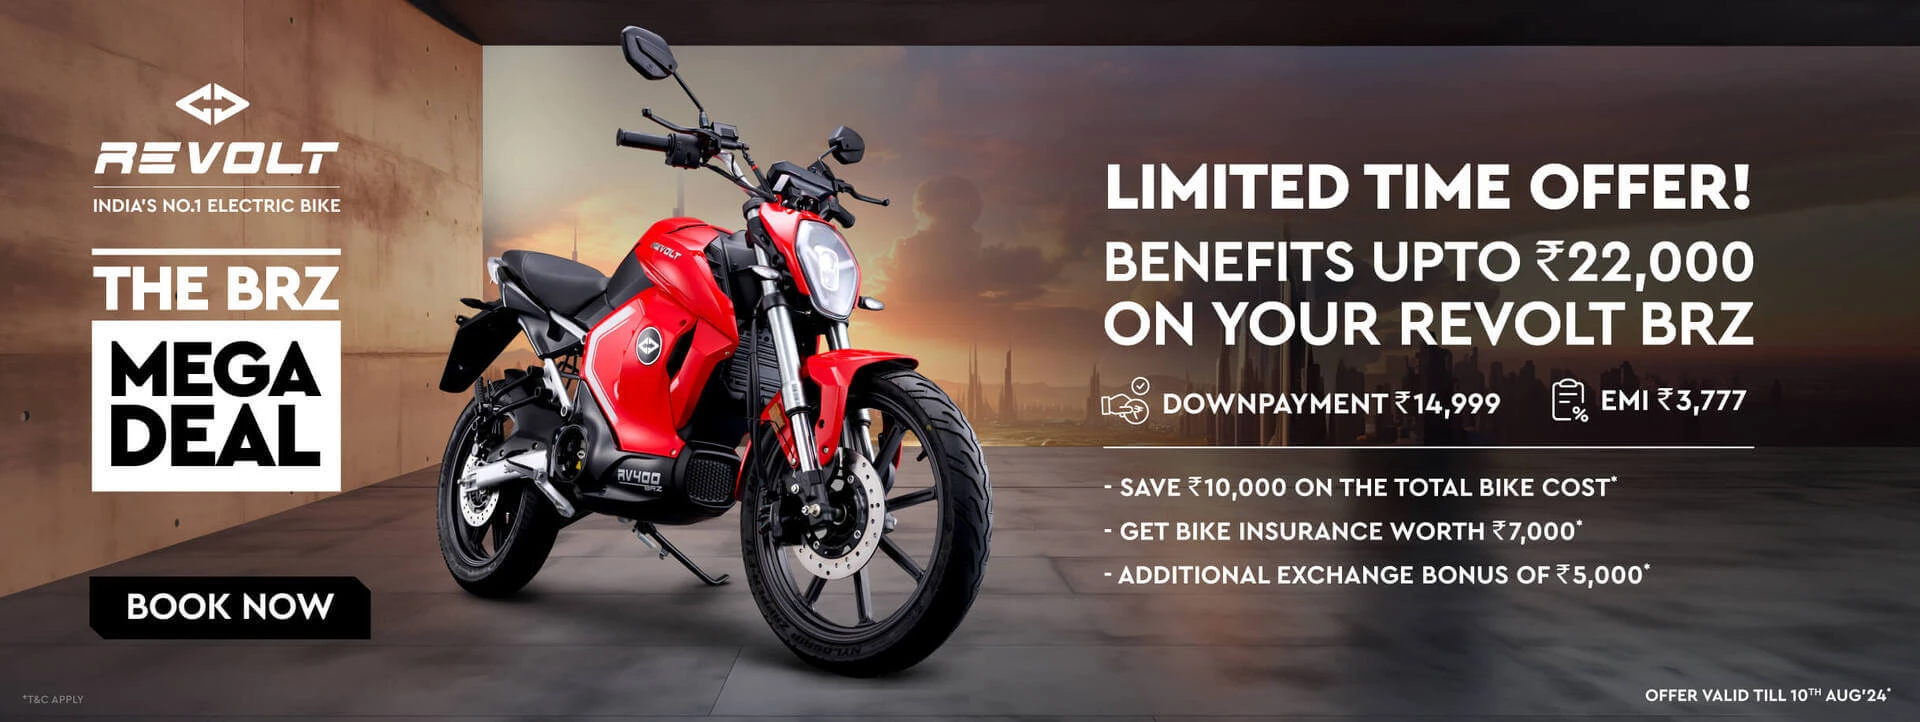 REVOLT
INDIA'S NO.1 ELECTRIC BIKE
THE BRZ
MEGA
DEAL
BOOK NOW
*T&C APPLY
REVOLT
RV400
BRZ
LIMITED TIME OFFER!
BENEFITS UPTO ₹22,000
ON YOUR REVOLT BRZ
DOWNPAYMENT ₹14,999
EMI ₹3,777
- SAVE ₹10,000 ON THE TOTAL BIKE COST*
- GET BIKE INSURANCE WORTH ₹7,000*
- ADDITIONAL EXCHANGE BONUS OF ₹5,000*
OFFER VALID TILL 10TH AUG'24*